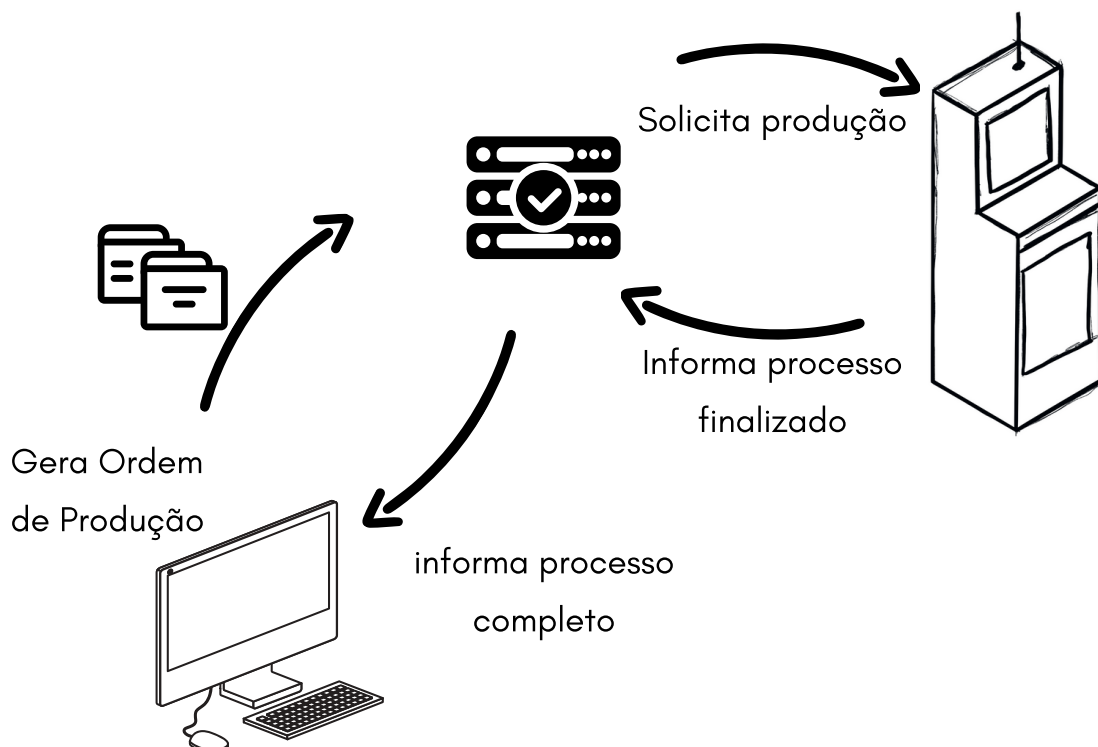 Solicita produção
Informa processo
finalizado
Gera Ordem
de Produção
informa processo
completo